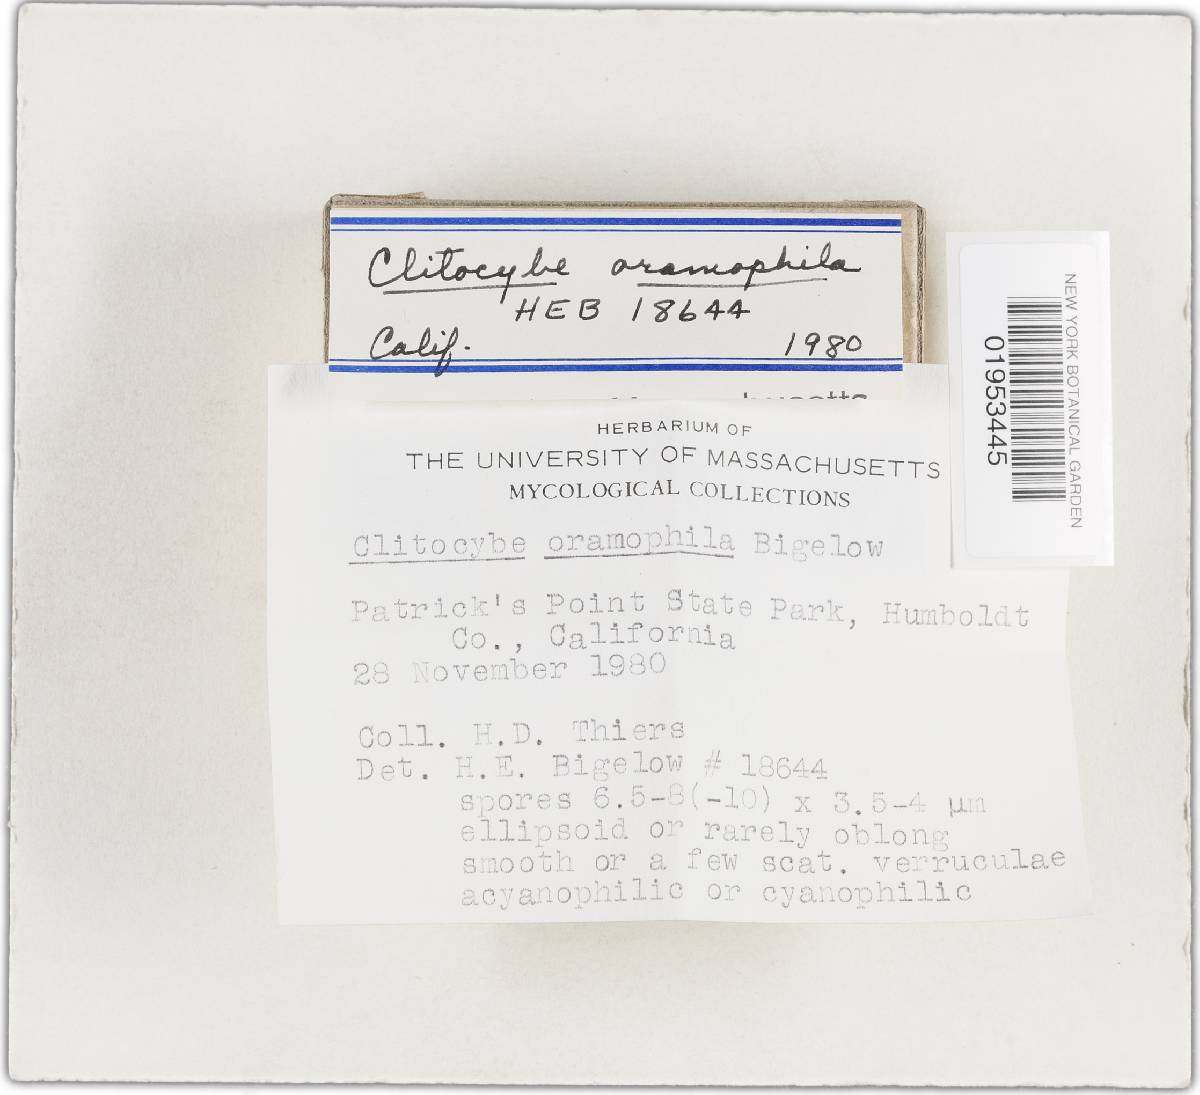 Clitocybe oramophila
HEB 18644
Calif. 1980
NEW YORK BOTANICAL GARDEN
01953445
HERBARIUM OF
THE UNIVERSITY OF MASSACHUSETTS
MYCOLOGICAL COLLECTIONS
Clitocybe oramophila Bigelow
Patrick's Point State Park, Humboldt
Co., California
28 November 1980
Coll. H.D. Thiers
Det. H.E. Bigelow # 18644
spores 6.5-8(-10) x 3.5-4 µm
ellipsoid or rarely oblong
smooth or a few scat. verruculae
acyanophilic or cyanophilic